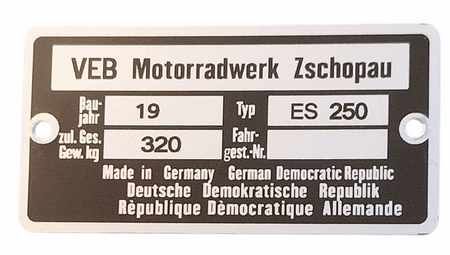 VEB Motorradwerk Zschopau
Bau-
jahr 19 Typ ES 250
zul. Ges.
Gew. kg 320 Fahr-
gest.-Nr.
Made in Germany German Democratic Republic
Deutsche Demokratische Republik
Rèpublique Dèmocratique Allemande